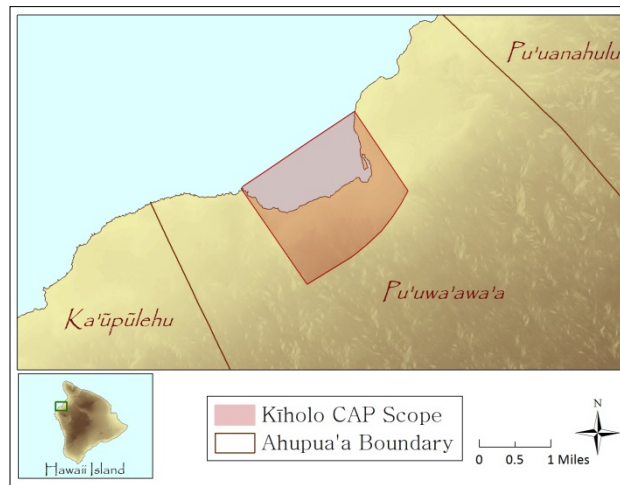 Pu'uanahulu
Pu'uwa'awa'a
Ka'ūpūlehu
Hawaii Island
Kīholo CAP Scope
Ahupua'a Boundary
N
0 0.5 1 Miles